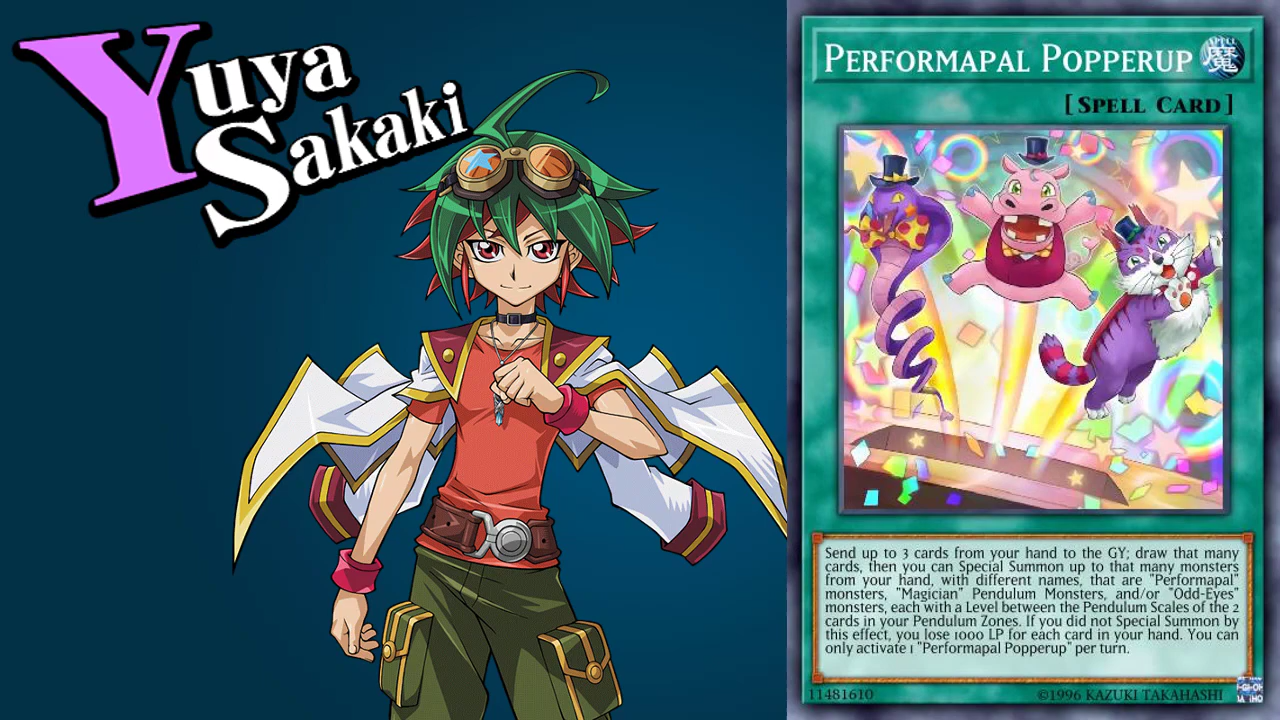 Yuya
Sakaki
PERFORMAPAL POPPERUP
SPELL
魔
[SPELL CARD]
Send up to 3 cards from your hand to the GY; draw that many
cards, then you can Special Summon up to that many monsters
from your hand, with different names, that are "Performapal"
monsters, "Magician" Pendulum Monsters, and/or "Odd-Eyes"
monsters, each with a Level between the Pendulum Scales of the 2
cards in your Pendulum Zones. If you did not Special Summon by
this effect, you lose 1000 LP for each card in your hand. You can
only activate 1 "Performapal Popperup" per turn.
11481610
©1996 KAZUKI TAKAHASHI